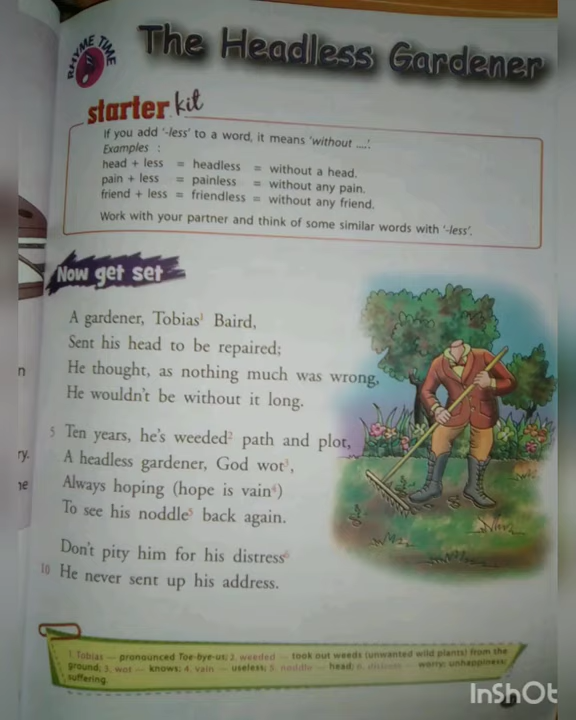 RHYME TIME
The Headless Gardener
starter kit
If you add '-less' to a word, it means 'without ....'.
Examples :
head + less = headless = without a head.
pain + less = painless = without any pain.
friend + less = friendless = without any friend.
Work with your partner and think of some similar words with '-less'.
Now get set
A gardener, Tobias¹ Baird,
Sent his head to be repaired;
He thought, as nothing much was wrong,
He wouldn't be without it long.
5 Ten years, he's weeded² path and plot,
A headless gardener, God wot³,
Always hoping (hope is vain⁴)
To see his noddle⁵ back again.
Don't pity him for his distress⁶
10 He never sent up his address.
1. Tobias — pronounced Toe-bye-us; 2. weeded — took out weeds (unwanted wild plants) from the
ground; 3. wot — knows; 4. vain — useless; 5. noddle — head; 6. distress — worry; unhappiness;
suffering.
n
ry.
ne
InShOt